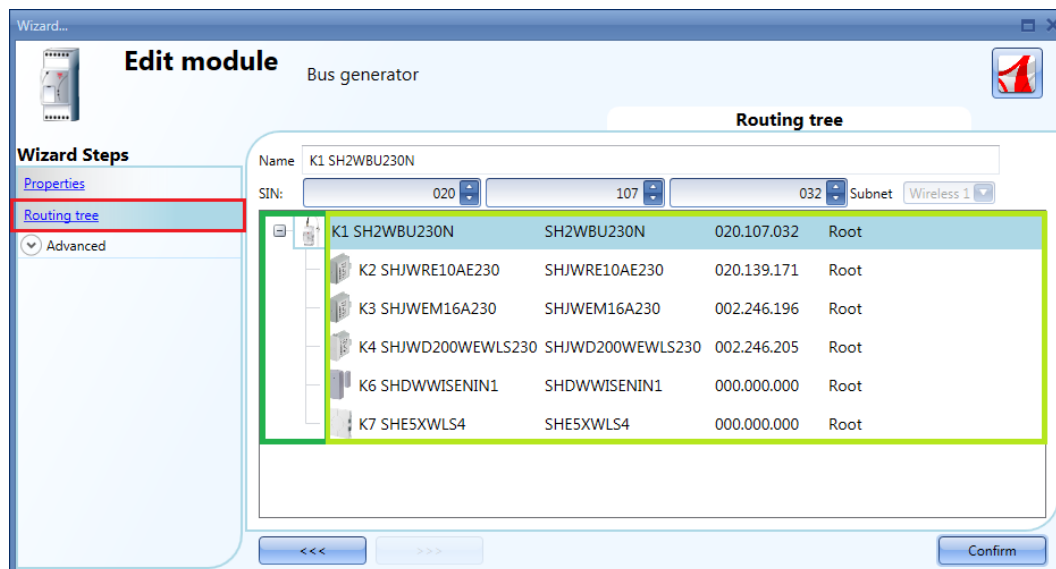 Wizard...
Edit module
Bus generator
Routing tree
Wizard Steps
Properties
Routing tree
Advanced
Name K1 SH2WBU230N
SIN: 020 107 032 Subnet Wireless 1
K1 SH2WBU230N SH2WBU230N 020.107.032 Root
K2 SHJWRE10AE230 SHJWRE10AE230 020.139.171 Root
K3 SHJWEM16A230 SHJWEM16A230 002.246.196 Root
K4 SHJWD200WEWLS230 SHJWD200WEWLS230 002.246.205 Root
K6 SHDWWISENIN1 SHDWWISENIN1 000.000.000 Root
K7 SHE5XWLS4 SHE5XWLS4 000.000.000 Root
<<< >>> Confirm